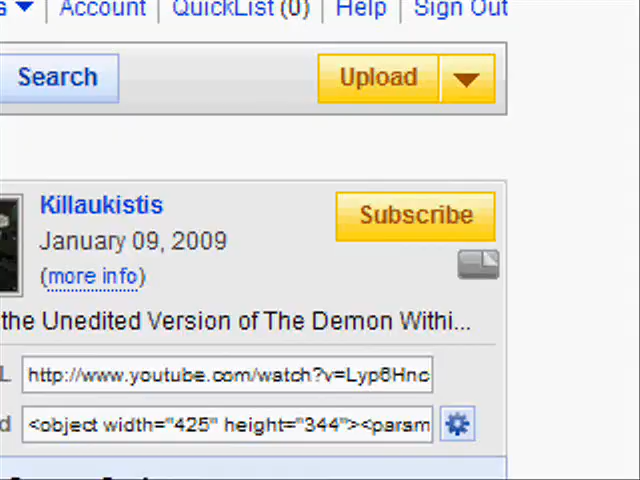 Account | QuickList (0) | Help | Sign Out
Search
Upload
Killaukistis
Subscribe
January 09, 2009
(more info)
the Unedited Version of The Demon Withi...
http://www.youtube.com/watch?v=Lyp6Hnc
<object width="425" height="344"><param